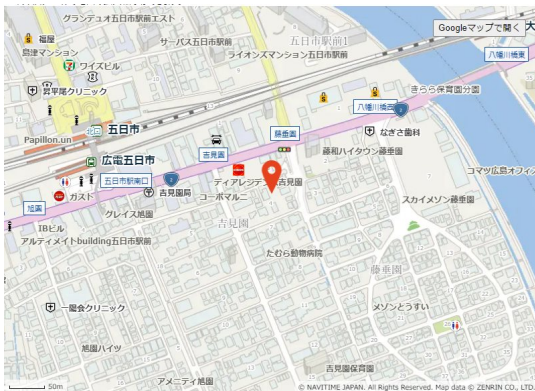 グランデュオ五日市駅前エスト
福屋
島津マンション
サーパス五日市駅前
五日市駅前1
Googleマップで開く
ワイズビル
ライオンズマンション五日市駅前
八幡川橋東
昇平尾クリニック
きらら保育園分園
八幡川橋西
2
北口
五日市
Papillon.un
藤垂園
なぎさ歯科
広電五日市
吉見園
藤和ハイタウン藤垂園
コマツ広島オフィ
五日市駅南口
2
ディアレジデンス吉見園
ガスト
吉見園局
コーポマルニ
旭園
グレイス旭園
スカイメゾン藤垂園
IBビル
吉見園
アルティメイトbuilding五日市駅前
たむら動物病院
藤垂園
一陽会クリニック
メゾンとうすい
旭園ハイツ
吉見園保育園
アメニティ旭園
50m
© NAVITIME JAPAN. All Rights Reserved. Map data © ZENRIN CO., LTD.